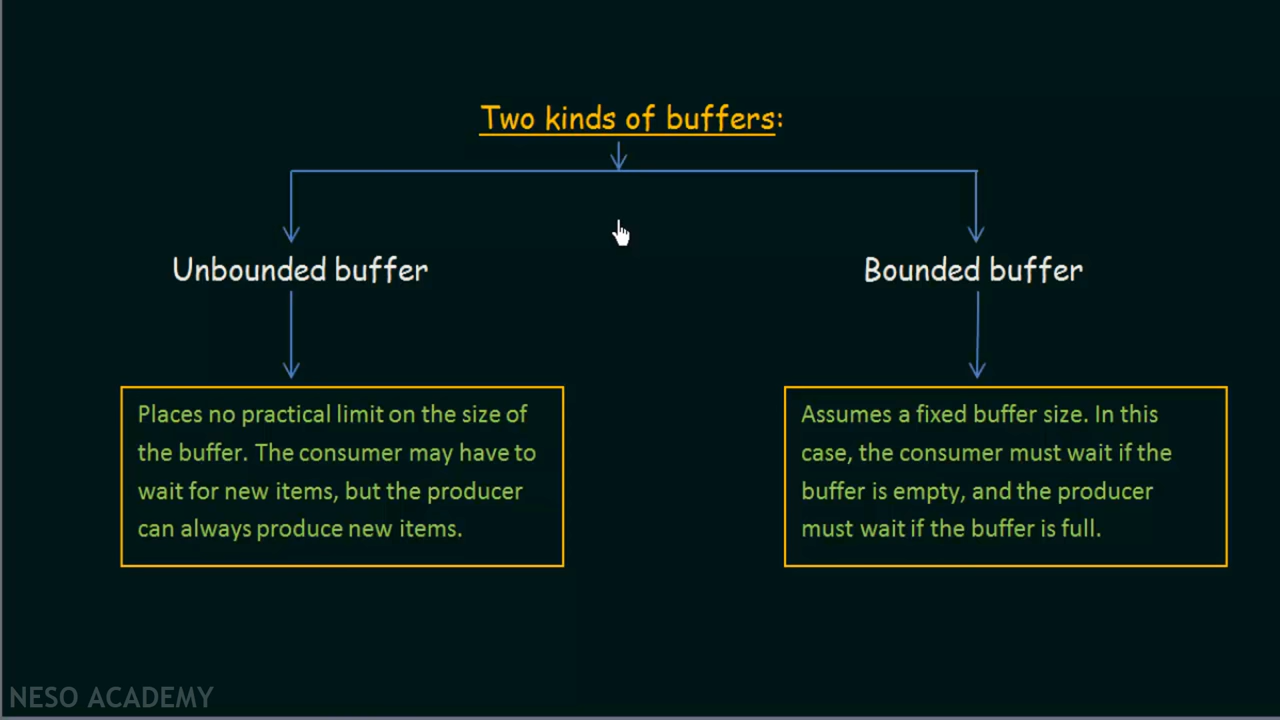 Two kinds of buffers:
Unbounded buffer
Bounded buffer
Places no practical limit on the size of
the buffer. The consumer may have to
wait for new items, but the producer
can always produce new items.
Assumes a fixed buffer size. In this
case, the consumer must wait if the
buffer is empty, and the producer
must wait if the buffer is full.
NESO ACADEMY